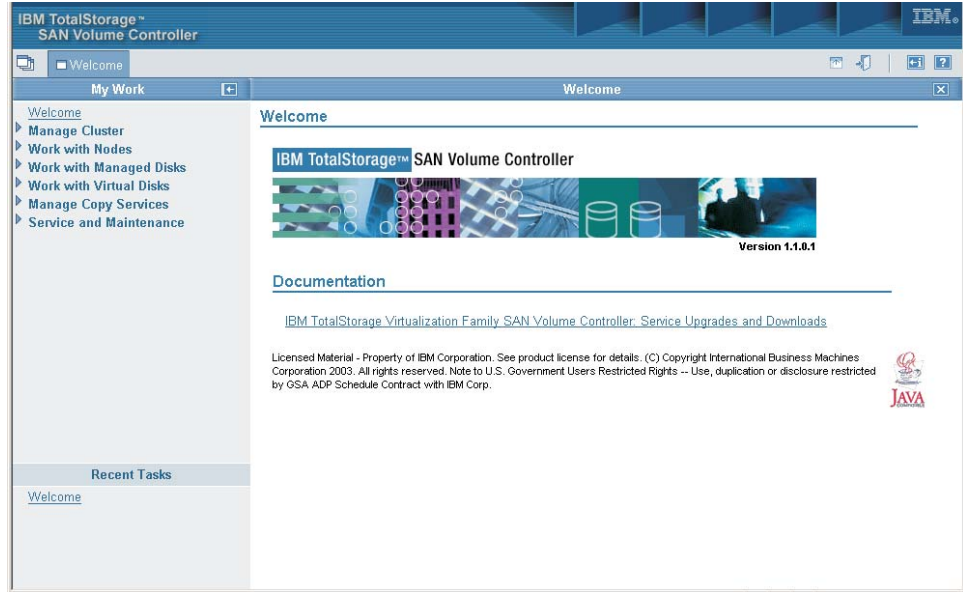 IBM TotalStorage™
SAN Volume Controller
IBM®
Welcome
My Work
Welcome
Welcome
Manage Cluster
Work with Nodes
Work with Managed Disks
Work with Virtual Disks
Manage Copy Services
Service and Maintenance
Recent Tasks
Welcome
Welcome
IBM TotalStorage™ SAN Volume Controller
Version 1.1.0.1
Documentation
IBM TotalStorage Virtualization Family SAN Volume Controller: Service Upgrades and Downloads
Licensed Material - Property of IBM Corporation. See product license for details. (C) Copyright International Business Machines
Corporation 2003. All rights reserved. Note to U.S. Government Users Restricted Rights -- Use, duplication or disclosure restricted
by GSA ADP Schedule Contract with IBM Corp.
JAVA